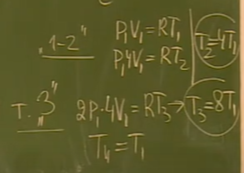 P₁V₁ = RT₁
„1-2" P₁4V₁ = RT₂ T₂=4T₁
т. „3" 2P₁·4V₁ = RT₃ → T₃=8T₁
T₄ = T₁